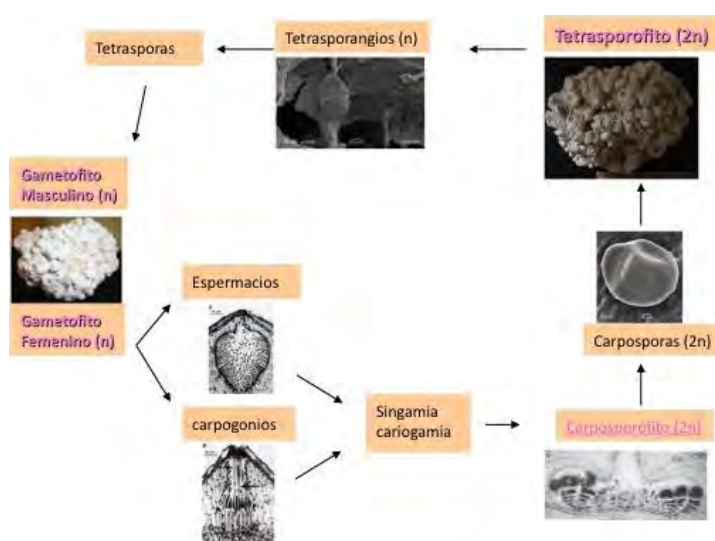 Tetrasporas
Tetrasporangios (n)
Tetrasporofito (2n)
Gametofito
Masculino (n)
Gametofito
Femenino (n)
Espermacios
carpogonios
Singamia
cariogamia
Carposporas (2n)
Carposporofito (2n)